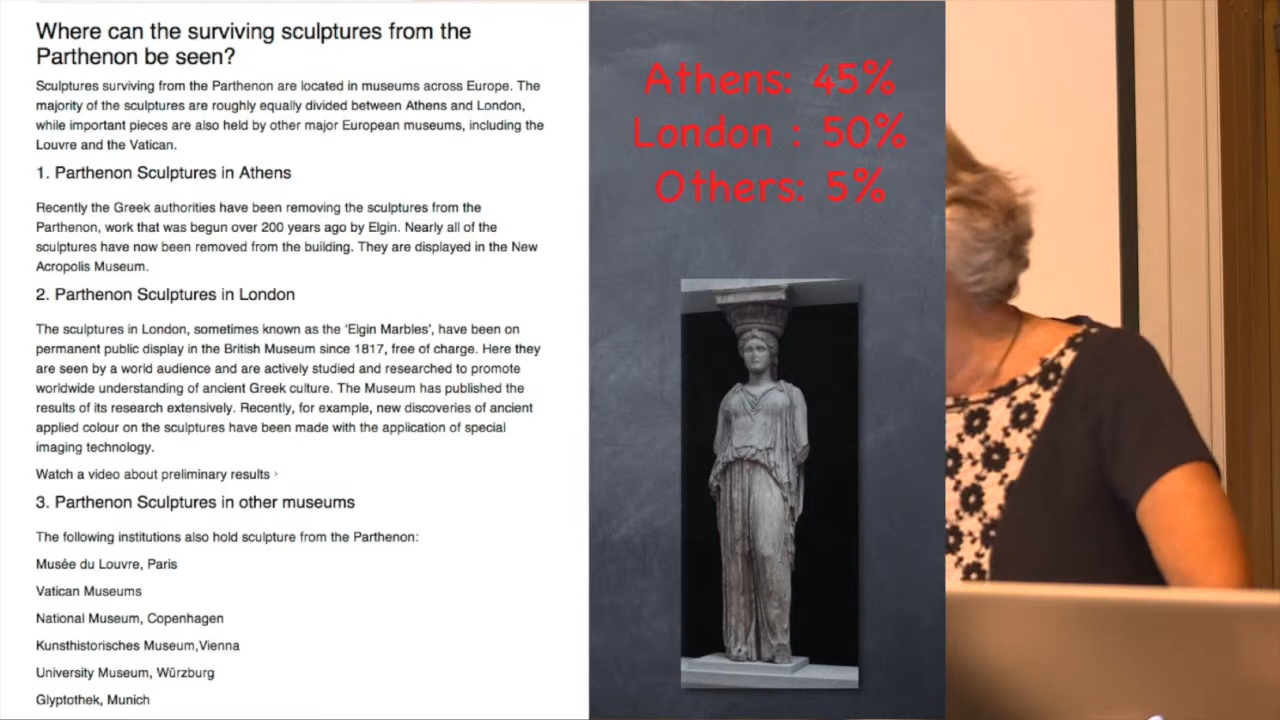 Where can the surviving sculptures from the
Parthenon be seen?
Sculptures surviving from the Parthenon are located in museums across Europe. The
majority of the sculptures are roughly equally divided between Athens and London,
while important pieces are also held by other major European museums, including the
Louvre and the Vatican.
1. Parthenon Sculptures in Athens
Recently the Greek authorities have been removing the sculptures from the
Parthenon, work that was begun over 200 years ago by Elgin. Nearly all of the
sculptures have now been removed from the building. They are displayed in the New
Acropolis Museum.
2. Parthenon Sculptures in London
The sculptures in London, sometimes known as the 'Elgin Marbles', have been on
permanent public display in the British Museum since 1817, free of charge. Here they
are seen by a world audience and are actively studied and researched to promote
worldwide understanding of ancient Greek culture. The Museum has published the
results of its research extensively. Recently, for example, new discoveries of ancient
applied colour on the sculptures have been made with the application of special
imaging technology.
Watch a video about preliminary results ›
3. Parthenon Sculptures in other museums
The following institutions also hold sculpture from the Parthenon:
Musée du Louvre, Paris
Vatican Museums
National Museum, Copenhagen
Kunsthistorisches Museum,Vienna
University Museum, Würzburg
Glyptothek, Munich
Athens: 45%
London : 50%
Others: 5%